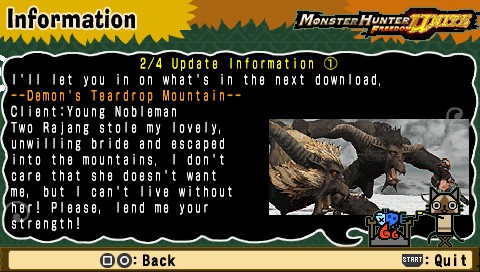 Information
MONSTER HUNTER
FREEDOM UNITE
2/4 Update Information ①
I'll let you in on what's in the next download.
--Demon's Teardrop Mountain--
Client:Young Nobleman
Two Rajang stole my lovely,
unwilling bride and escaped
into the mountains. I don't
care that she doesn't want
me, but I can't live without
her! Please, lend me your
strength!
□○: Back
START: Quit